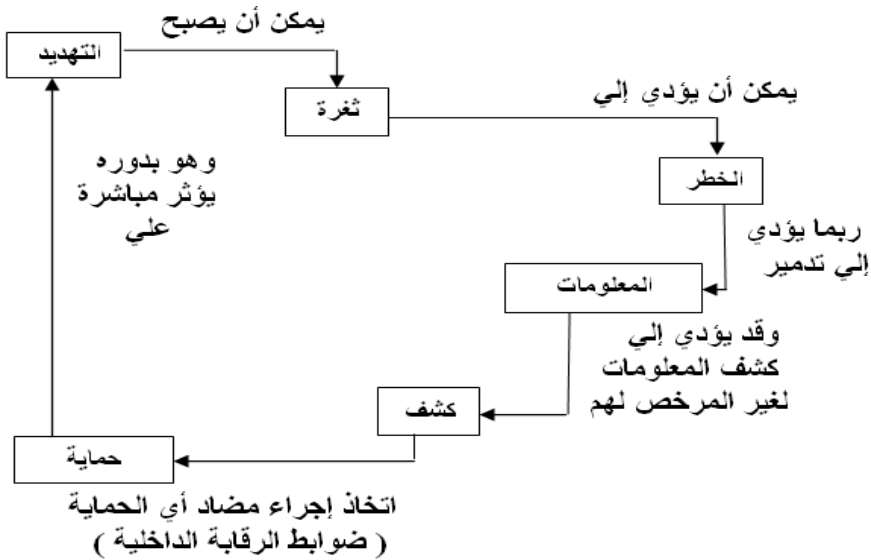 يمكن أن يصبح
التهديد
ثغرة
يمكن أن يؤدي إلي
الخطر
ربما يؤدي
إلي تدمير
المعلومات
وقد يؤدي إلي
كشف المعلومات
لغير المرخص لهم
كشف
حماية
اتخاذ إجراء مضاد أي الحماية
( ضوابط الرقابة الداخلية )
وهو بدوره
يؤثر مباشرة
علي